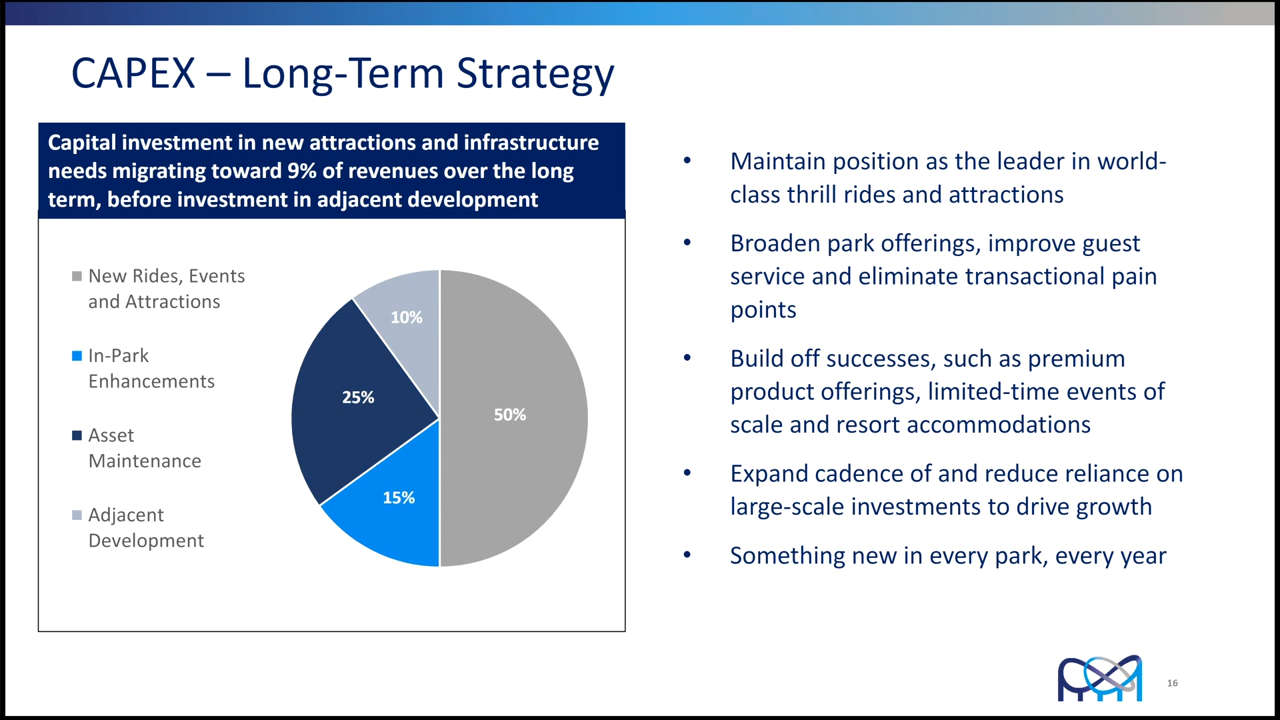 CAPEX – Long-Term Strategy
Capital investment in new attractions and infrastructure
needs migrating toward 9% of revenues over the long
term, before investment in adjacent development
New Rides, Events
and Attractions
In-Park
Enhancements
Asset
Maintenance
Adjacent
Development
10%
25%
50%
15%
• Maintain position as the leader in world-
class thrill rides and attractions
• Broaden park offerings, improve guest
service and eliminate transactional pain
points
• Build off successes, such as premium
product offerings, limited-time events of
scale and resort accommodations
• Expand cadence of and reduce reliance on
large-scale investments to drive growth
• Something new in every park, every year
16